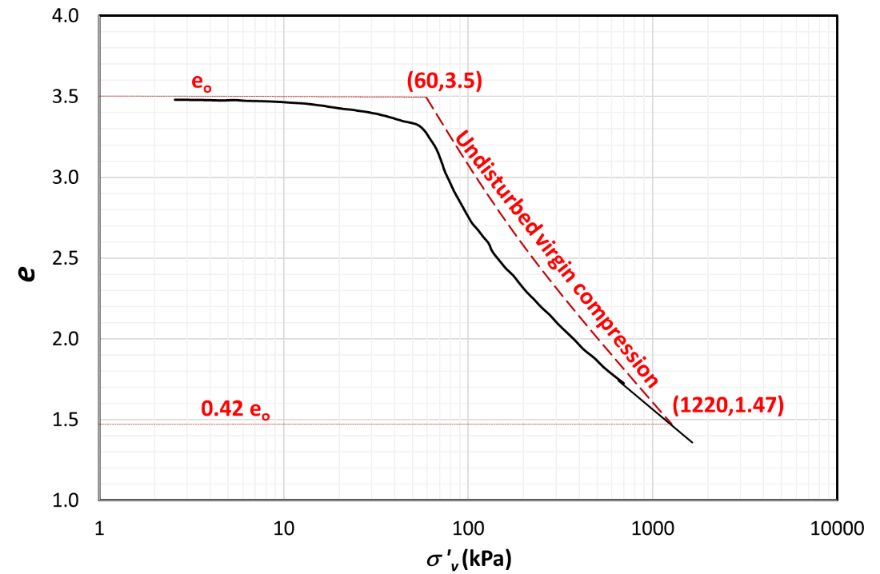 4.0
3.5
3.0
2.5
2.0
1.5
1.0
e
eₒ
(60,3.5)
Undisturbed virgin compression
0.42 eₒ
(1220,1.47)
1
10
100
1000
10000
σ'ᵥ (kPa)